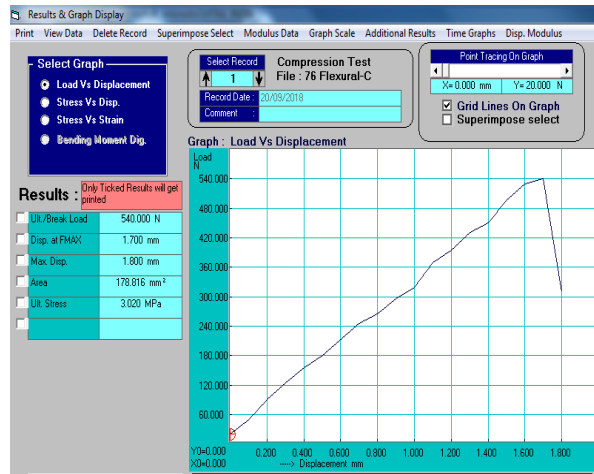 Results & Graph Display
Print View Data Delete Record Superimpose Select Modulus Data Graph Scale Additional Results Time Graphs Disp. Modulus
Select Graph
Load Vs Displacement
Stress Vs Disp.
Stress Vs Strain
Bending Moment Dig.
Select Record
1
Compression Test
File : 76 Flexural-C
Record Date : 20/09/2018
Comment :
Point Tracing On Graph
X= 0.000 mm Y= 20.000 N
Grid Lines On Graph
Superimpose select
Results :
Only Ticked Results will get
printed
Ult./Break Load 540.000 N
Disp. at FMAX 1.700 mm
Max. Disp. 1.800 mm
Area 178.816 mm²
Ult. Stress 3.020 MPa
Graph : Load Vs Displacement
Load
N
540.000
480.000
420.000
360.000
300.000
240.000
180.000
120.000
60.000
Y0=0.000
X0=0.000
0.200 0.400 0.600 0.800 1.000 1.200 1.400 1.600 1.800
----> Displacement mm